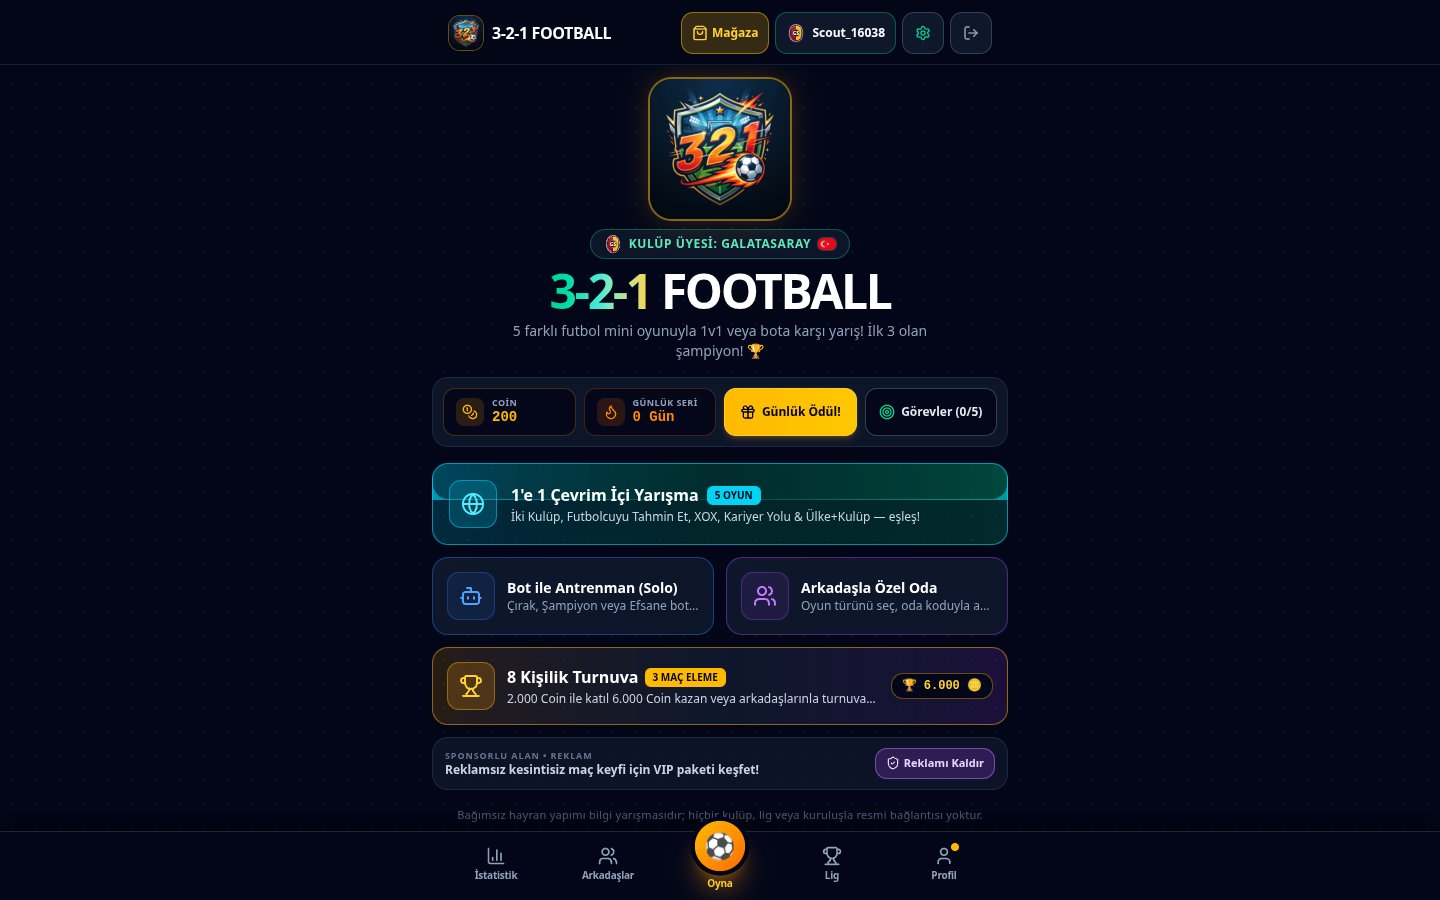 321
3-2-1 FOOTBALL
Mağaza
GS
Scout_16038
321
GS
KULÜP ÜYESİ: GALATASARAY
3-2-1 FOOTBALL
5 farklı futbol mini oyunuyla 1v1 veya bota karşı yarış! İlk 3 olan
şampiyon! 🏆
COİN
200
GÜNLÜK SERİ
0 Gün
Günlük Ödül!
Görevler (0/5)
1'e 1 Çevrim İçi Yarışma
5 OYUN
İki Kulüp, Futbolcuyu Tahmin Et, XOX, Kariyer Yolu & Ülke+Kulüp — eşleş!
Bot ile Antrenman (Solo)
Çırak, Şampiyon veya Efsane bot...
Arkadaşla Özel Oda
Oyun türünü seç, oda koduyla a...
8 Kişilik Turnuva
3 MAÇ ELEME
2.000 Coin ile katıl 6.000 Coin kazan veya arkadaşlarınla turnuva...
🏆 6.000 🪙
SPONSORLU ALAN • REKLAM
Reklamsız kesintisiz maç keyfi için VIP paketi keşfet!
Reklamı Kaldır
Bağımsız hayran yapımı bilgi yarışmasıdır; hiçbir kulüp, lig veya kuruluşla resmi bağlantısı yoktur.
İstatistik
Arkadaşlar
Oyna
Lig
Profil